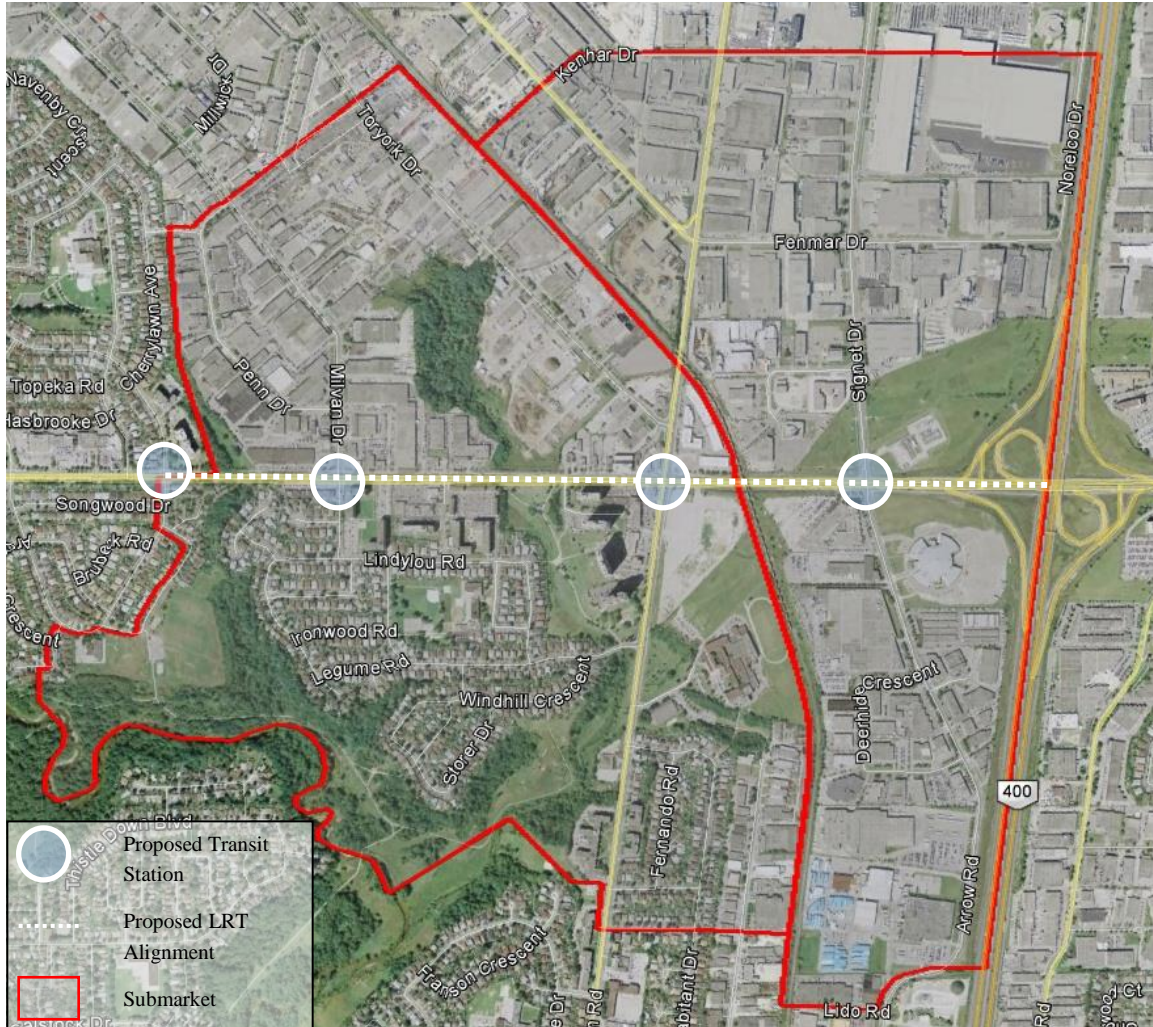 Kenhar Dr
Millwick Dr
Navenby Crescent
Toryork Dr
Norelco Dr
Fenmar Dr
Cherrylawn Ave
Topeka Rd
Penn Dr
Milvan Dr
Signet Dr
Hasbrooke Dr
Songwood Dr
Brubeck Rd
Lindylou Rd
Crescent
Ironwood Rd
Legume Rd
Windhill Crescent
Deerhide Crescent
Storer Dr
Fernando Rd
400
Thistle Down Blvd
Arrow Rd
Franson Crescent
Lido Rd
Rd
Proposed Transit
Station
Proposed LRT
Alignment
Submarket